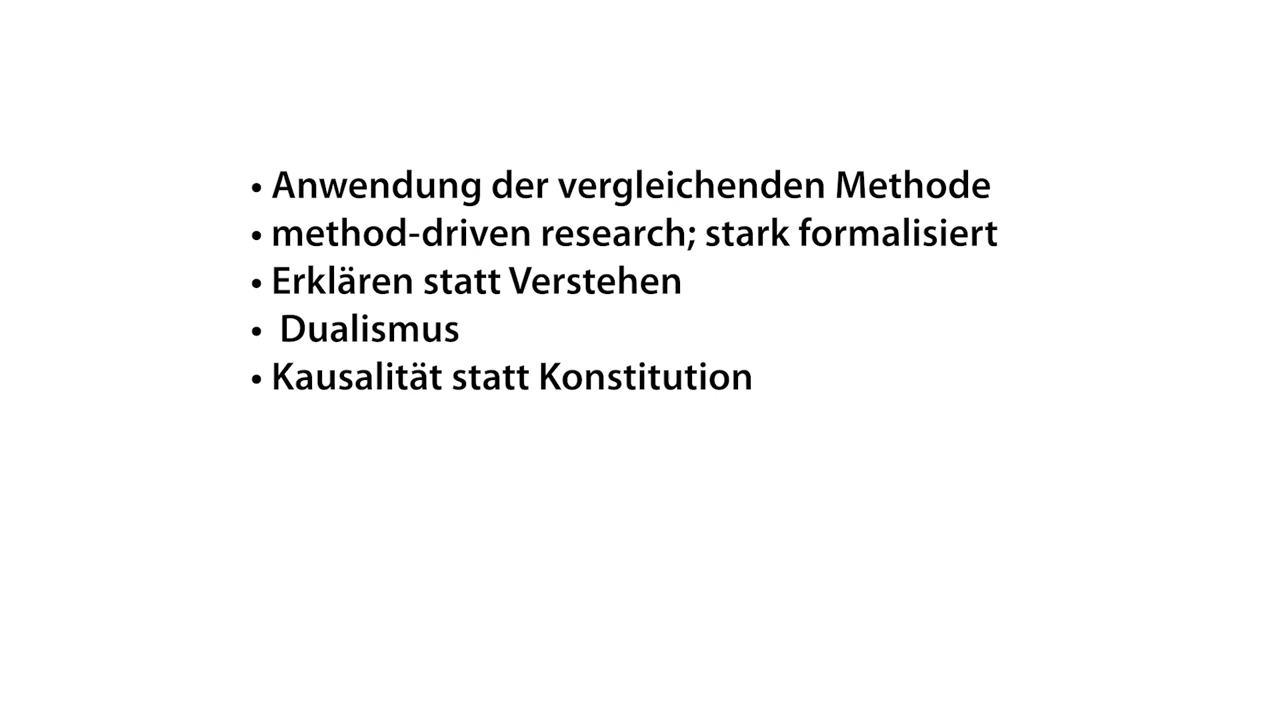 • Anwendung der vergleichenden Methode
• method-driven research; stark formalisiert
• Erklären statt Verstehen
• Dualismus
• Kausalität statt Konstitution